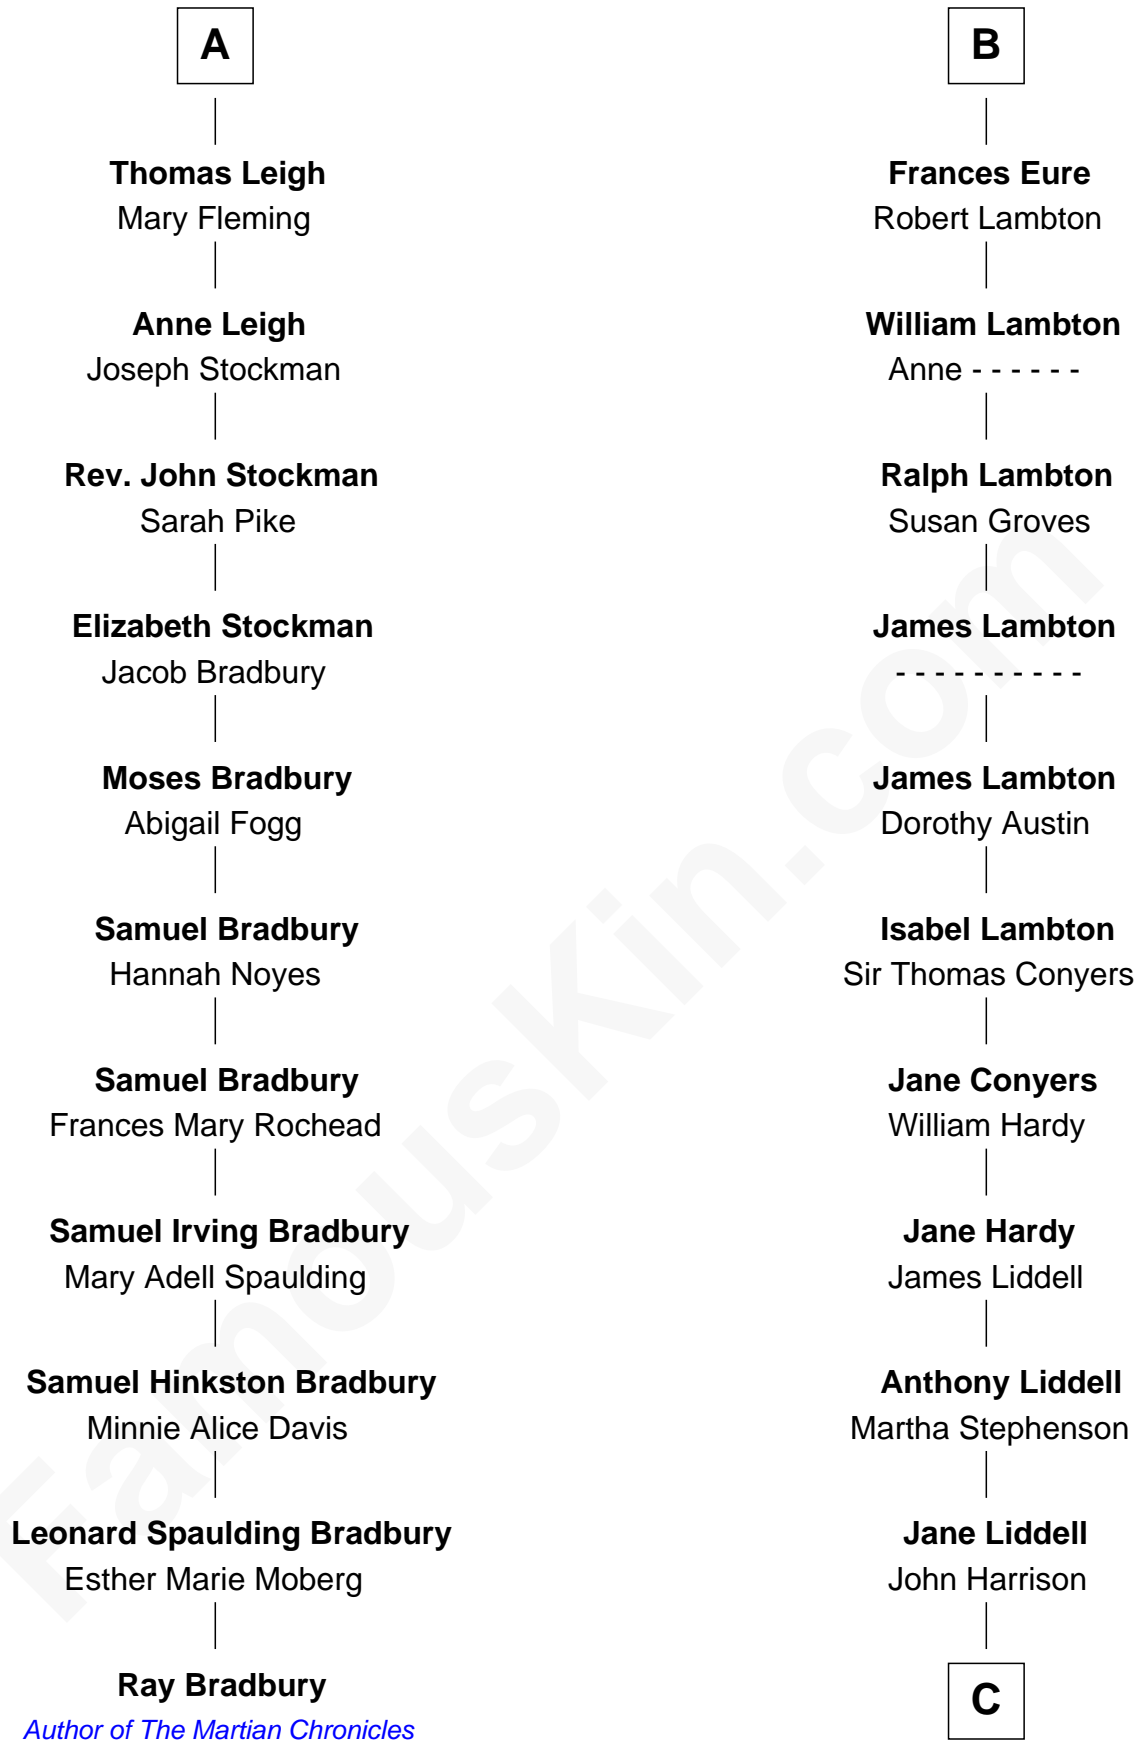 A
Thomas Leigh
Mary Fleming
Anne Leigh
Joseph Stockman
Rev. John Stockman
Sarah Pike
Elizabeth Stockman
Jacob Bradbury
Moses Bradbury
Abigail Fogg
Samuel Bradbury
Hannah Noyes
Samuel Bradbury
Frances Mary Rochead
Samuel Irving Bradbury
Mary Adell Spaulding
Samuel Hinkston Bradbury
Minnie Alice Davis
Leonard Spaulding Bradbury
Esther Marie Moberg
Ray Bradbury
Author of The Martian Chronicles
B
Frances Eure
Robert Lambton
William Lambton
Anne - - - - - -
Ralph Lambton
Susan Groves
James Lambton
- - - - - - - - - -
James Lambton
Dorothy Austin
Isabel Lambton
Sir Thomas Conyers
Jane Conyers
William Hardy
Jane Hardy
James Liddell
Anthony Liddell
Martha Stephenson
Jane Liddell
John Harrison
C
FamousKin.com